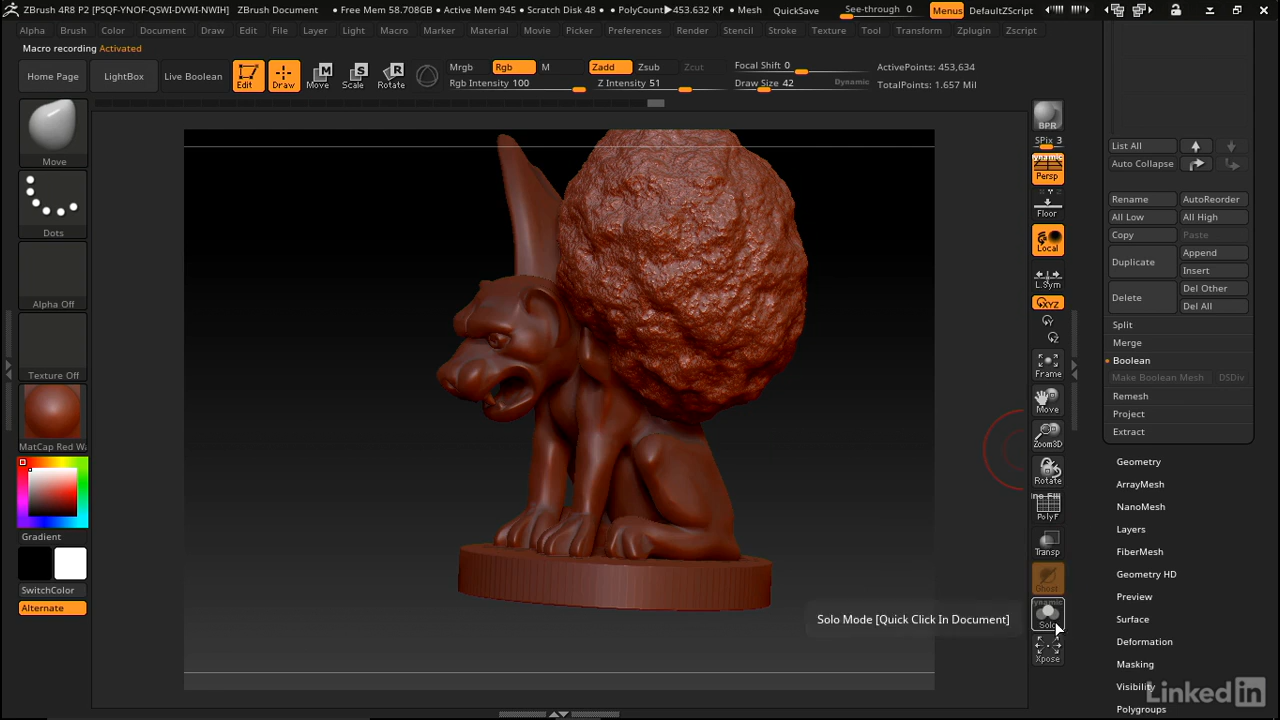 ZBrush 4R8 P2 [PSQF-YNOF-QSWI-DVWI-NWIH] ZBrush Document • Free Mem 58.708GB • Active Mem 945 • Scratch Disk 48 • PolyCount▶453.632 KP • Mesh QuickSave See-through 0 Menus DefaultZScript
Alpha Brush Color Document Draw Edit File Layer Light Macro Marker Material Movie Picker Preferences Render Stencil Stroke Texture Tool Transform Zplugin Zscript
Macro recording Activated
Home Page LightBox Live Boolean Edit Draw Move Scale Rotate
Mrgb Rgb M Zadd Zsub Zcut
Rgb Intensity 100 Z Intensity 51
Focal Shift 0 ActivePoints: 453,634
Draw Size 42 Dynamic TotalPoints: 1.657 Mil
Move
Dots
Alpha Off
Texture Off
MatCap Red W
Gradient
SwitchColor
Alternate
BPR
SPix 3
Persp
Floor
Local
L.Sym
XYZ
Y
Z
Frame
Move
Zoom3D
Rotate
PolyF
Transp
Ghost
Solo
Xpose
Solo Mode [Quick Click In Document]
List All
Auto Collapse
Rename AutoReorder
All Low All High
Copy Paste
Duplicate Append
Insert
Delete Del Other
Del All
Split
Merge
Boolean
Make Boolean Mesh DSDiv
Remesh
Project
Extract
Geometry
ArrayMesh
NanoMesh
Layers
FiberMesh
Geometry HD
Preview
Surface
Deformation
Masking
Visibility
Polygroups
LinkedIn